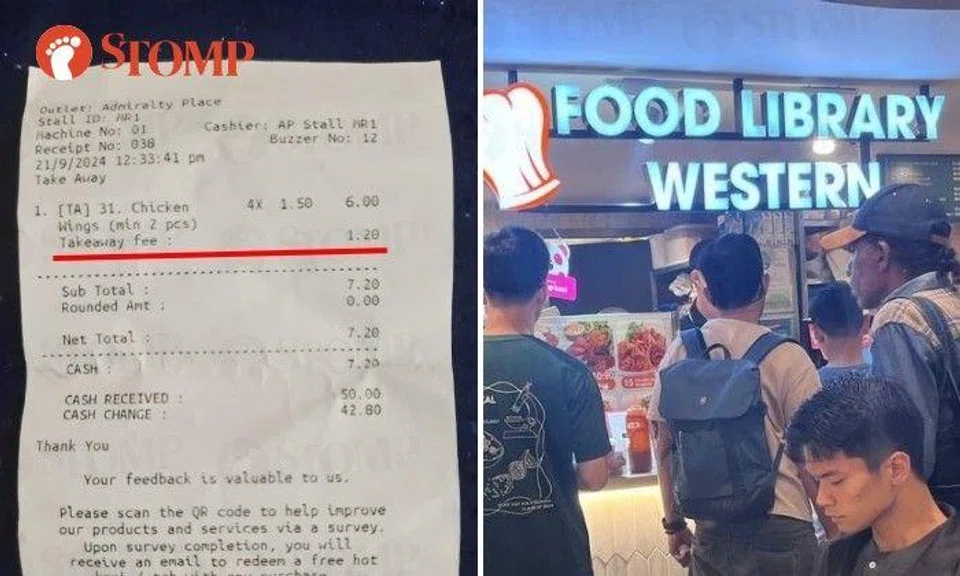 STOMP
Outlet: Admiralty Place
Stall ID: MR1
Machine No: 01 Cashier: AP Stall MR1
Receipt No: 038 Buzzer No: 12
21/9/2024 12:33:41 pm
Take Away
1. [TA] 31. Chicken 4X 1.50 6.00
Wings (min 2 pcs)
Takeaway fee : 1.20
Sub Total : 7.20
Rounded Amt : 0.00
Net Total : 7.20
CASH : 7.20
CASH RECEIVED : 50.00
CASH CHANGE : 42.80
Thank You
Your feedback is valuable to us.
Please scan the QR code to help improve
our products and services via a survey.
Upon survey completion, you will
receive an email to redeem a free hot
FOOD LIBRARY
WESTERN